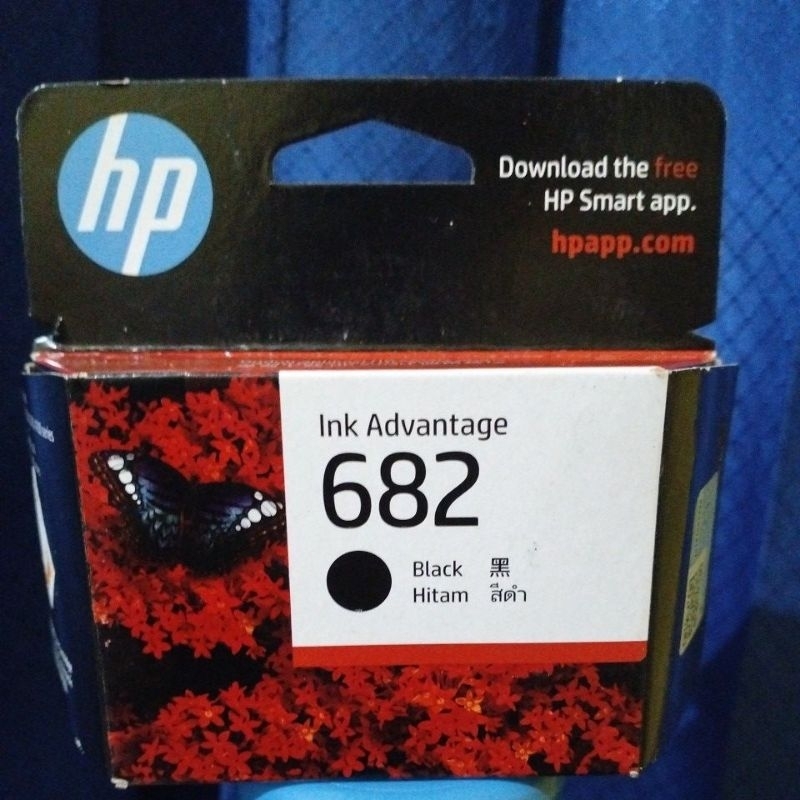 hp
Download the free
HP Smart app.
hpapp.com
Ink Advantage
682
Black 黑
Hitam สีดำ